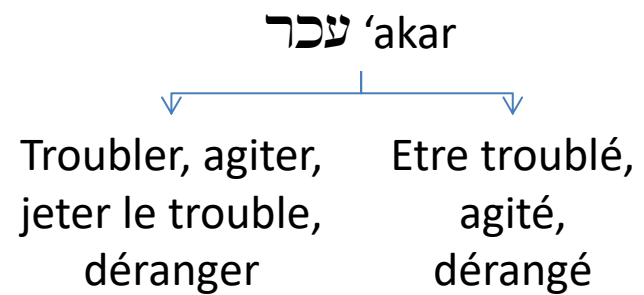 עכר ‘akar
Troubler, agiter,
jeter le trouble,
déranger
Etre troublé,
agité,
dérangé